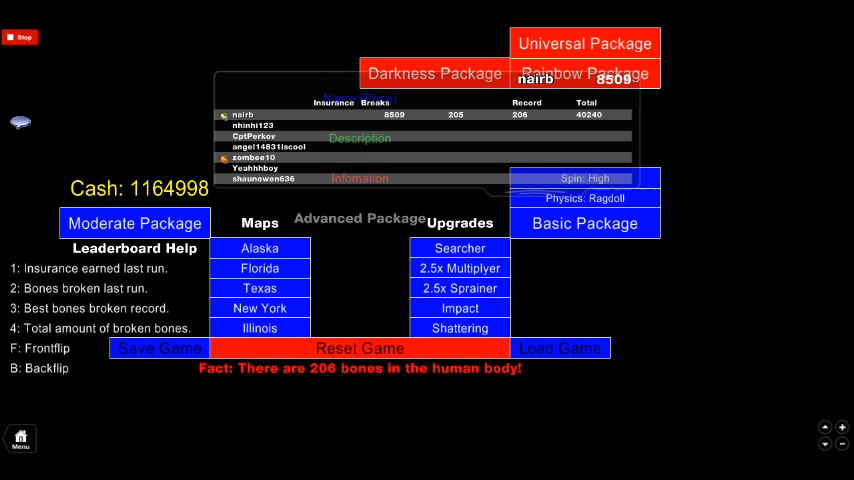 Stop
Universal Package
Darkness Package
Rainbow Package
nairb 8509
Insurance Breaks Record Total
nairb 8509 205 206 40240
nhinhi123
CptPerkov
Description
angel14831iscool
zombee10
Yeahhhboy
shaunowen636
Infomation
Spin: High
Cash: 1164998
Physics: Ragdoll
Moderate Package
Maps
Advanced Package
Upgrades
Basic Package
Leaderboard Help
Alaska
Searcher
1: Insurance earned last run.
Florida
2.5x Multiplyer
2: Bones broken last run.
Texas
2.5x Sprainer
3: Best bones broken record.
New York
Impact
4: Total amount of broken bones.
Illinois
Shattering
F: Frontflip
Save Game
Reset Game
Load Game
B: Backflip
Fact: There are 206 bones in the human body!
Menu